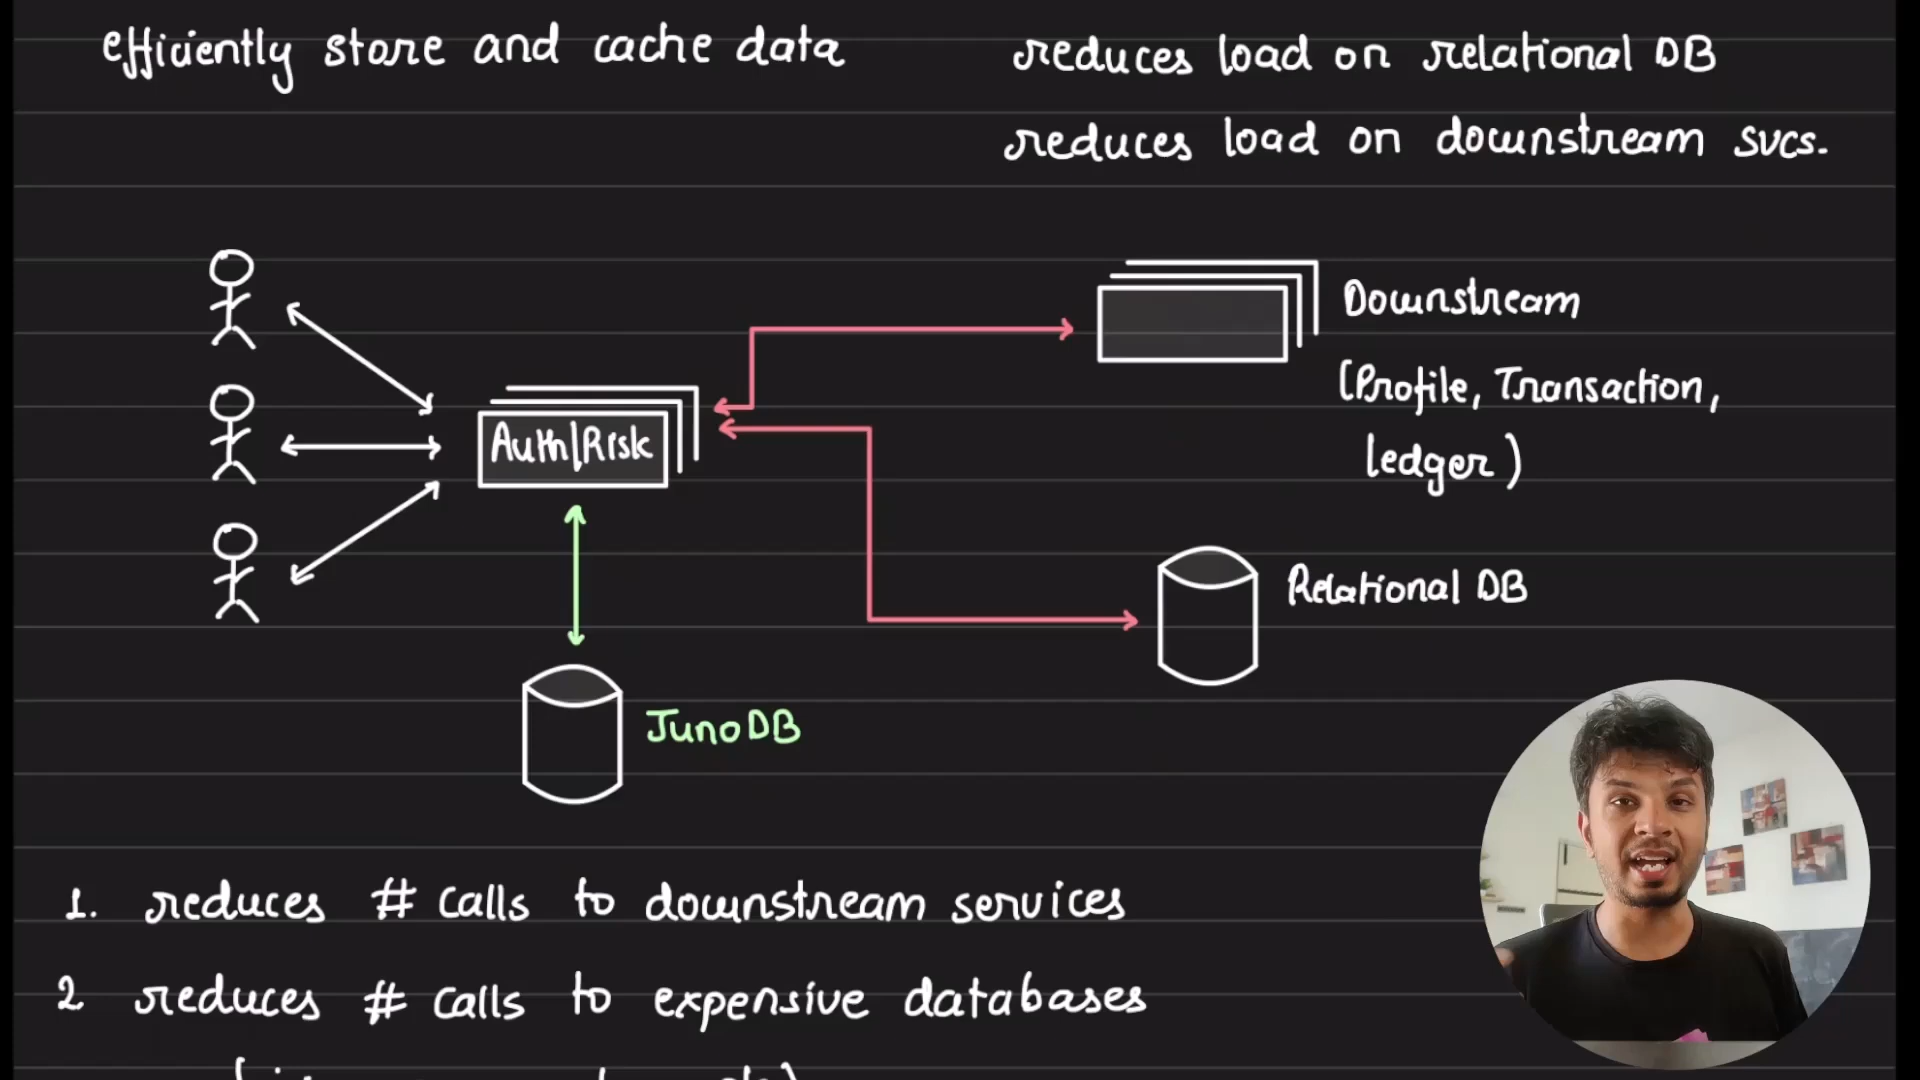 efficiently store and cache data
reduces load on relational DB
reduces load on downstream svcs.
Downstream
(Profile, Transaction,
ledger)
Auth|Risk
Relational DB
JunoDB
1. reduces # calls to downstream services
2 reduces # calls to expensive databases